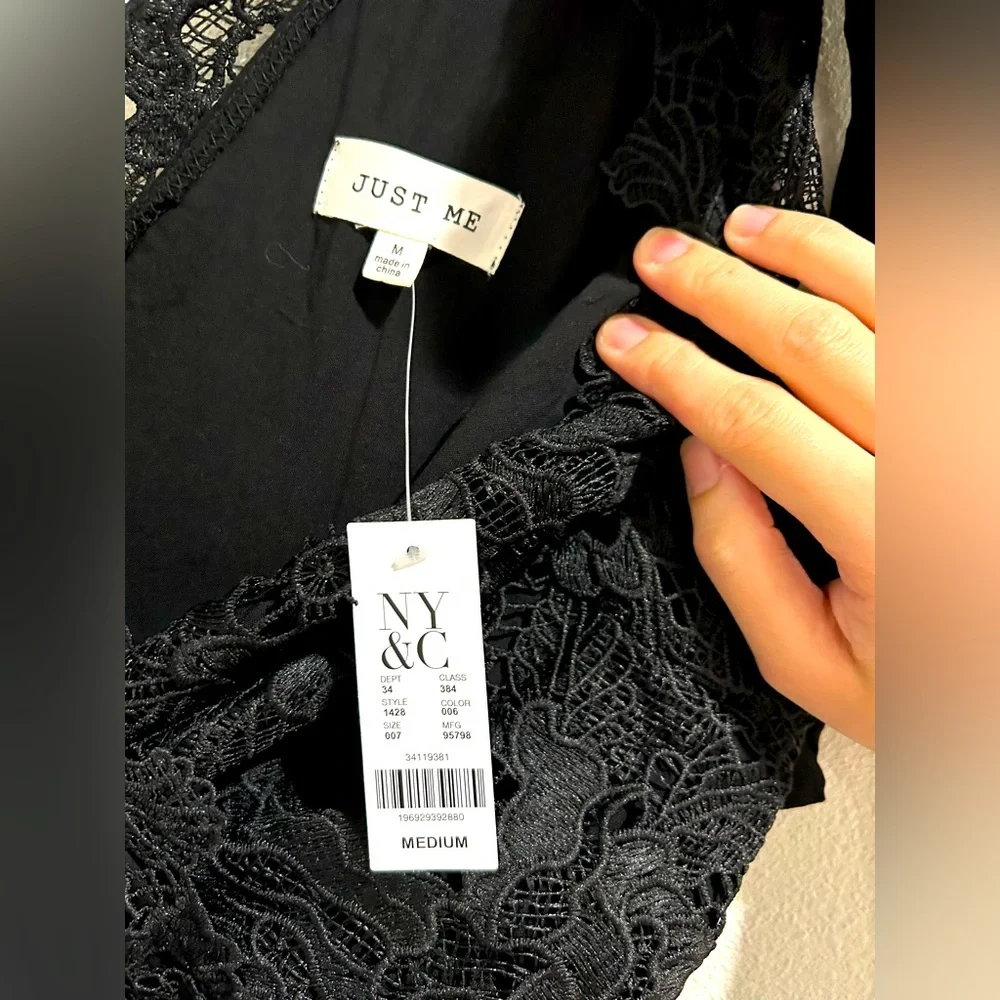 JUST ME
M
made in
china
NY
&C
DEPT CLASS
34 384
STYLE COLOR
1428 006
SIZE MFG
007 95798
34119381
196929392880
MEDIUM